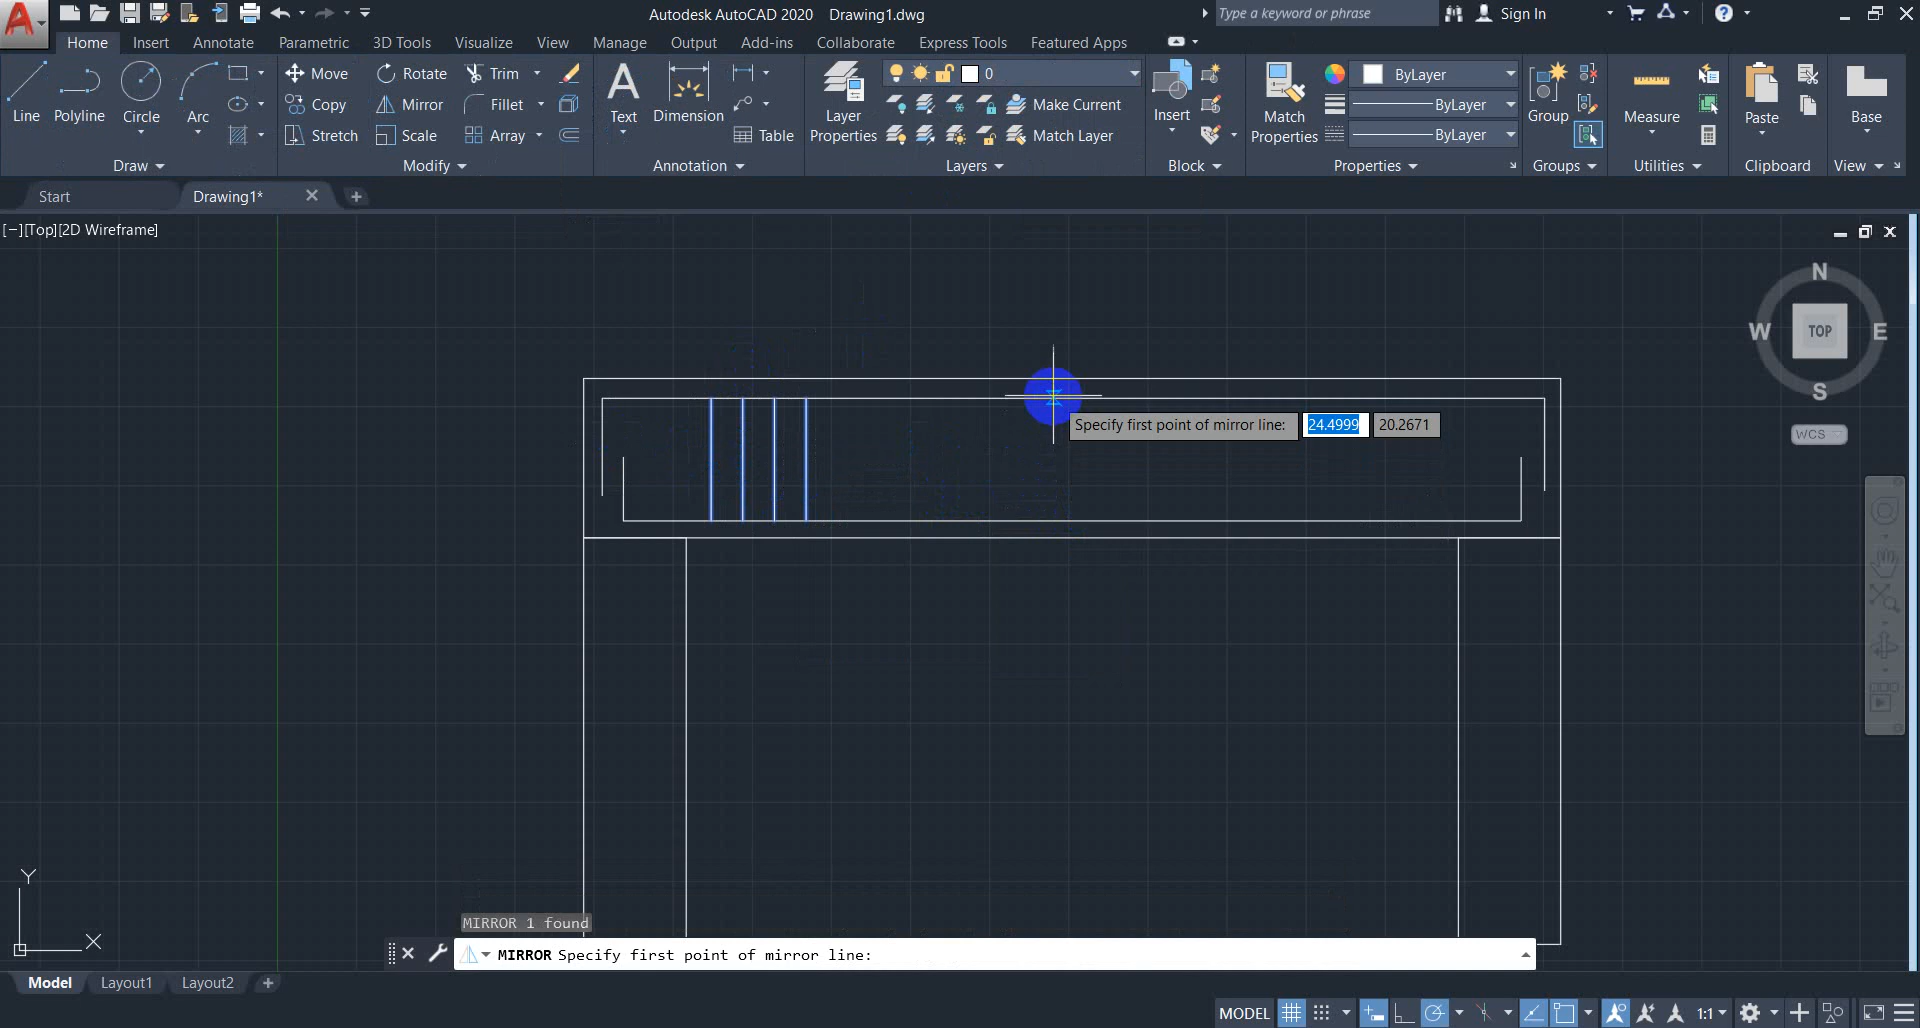 Autodesk AutoCAD 2020 Drawing1.dwg
Type a keyword or phrase
Sign In
Home Insert Annotate Parametric 3D Tools Visualize View Manage Output Add-ins Collaborate Express Tools Featured Apps
Line
Polyline
Circle
Arc
Draw
Move Rotate Trim
Copy Mirror Fillet
Stretch Scale Array
Modify
Text
Dimension
Table
Annotation
Layer
Properties
0
Make Current
Match Layer
Layers
Insert
Block
Match
Properties
ByLayer
ByLayer
ByLayer
Properties
Group
Groups
Measure
Utilities
Paste
Clipboard
Base
View
Start Drawing1*
[−][Top][2D Wireframe]
N
W TOP E
S
WCS
Specify first point of mirror line: 24.4999 20.2671
Y
X
MIRROR 1 found
MIRROR Specify first point of mirror line:
Model Layout1 Layout2
MODEL 1:1